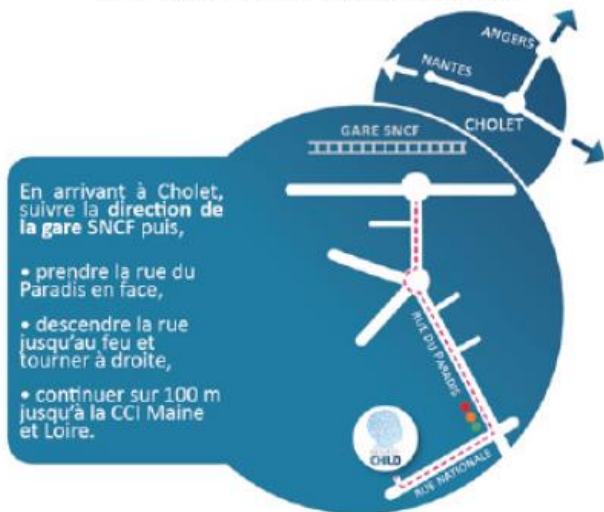 ANGERS
NANTES
CHOLET
GARE SNCF
En arrivant à Cholet,
suivre la direction de
la gare SNCF puis,
• prendre la rue du
Paradis en face,
• descendre la rue
jusqu'au feu et
tourner à droite,
• continuer sur 100 m
jusqu'à la CCI Maine
et Loire.
RUE DU PARADIS
CHILD
RUE NATIONALE